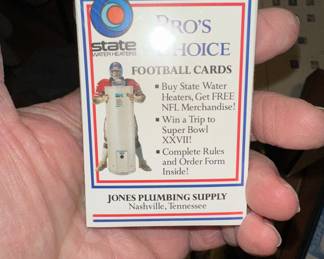 PRO'S
CHOICE
state
WATER HEATERS
FOOTBALL CARDS
▪ Buy State Water
Heaters, Get FREE
NFL Merchandise!
▪ Win a Trip to
Super Bowl
XXVII!
▪ Complete Rules
and Order Form
Inside!
JONES PLUMBING SUPPLY
Nashville, Tennessee